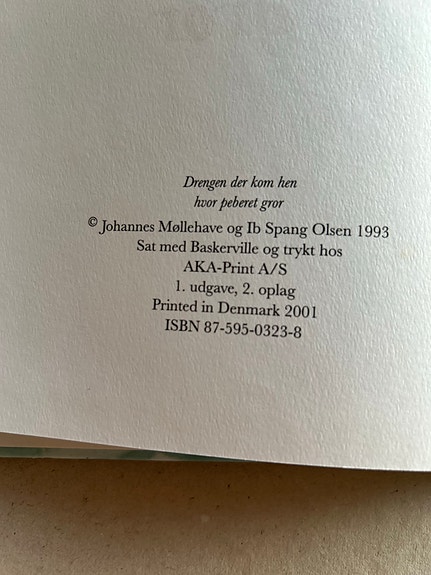 Drengen der kom hen
hvor peberet gror
© Johannes Møllehave og Ib Spang Olsen 1993
Sat med Baskerville og trykt hos
AKA-Print A/S
1. udgave, 2. oplag
Printed in Denmark 2001
ISBN 87-595-0323-8